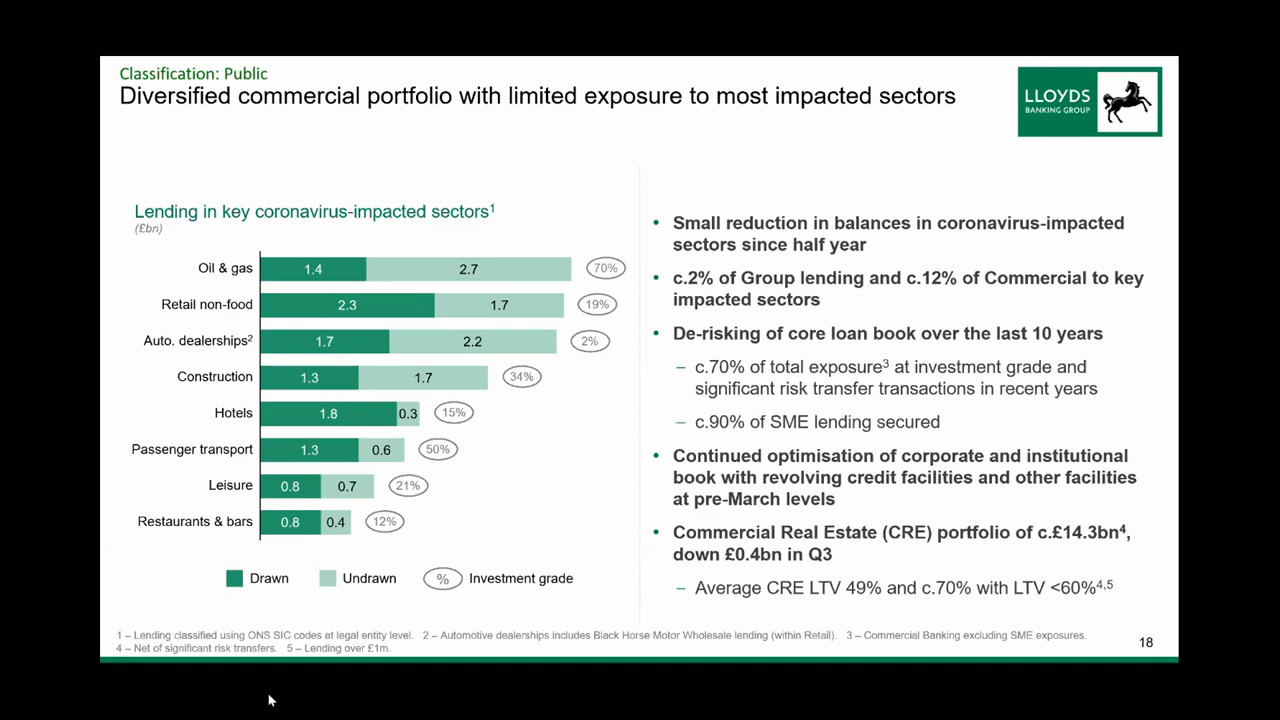 Classification: Public
Diversified commercial portfolio with limited exposure to most impacted sectors
LLOYDS
BANKING GROUP
Lending in key coronavirus-impacted sectors¹
(£bn)
Oil & gas 1.4 2.7 70%
Retail non-food 2.3 1.7 19%
Auto. dealerships² 1.7 2.2 2%
Construction 1.3 1.7 34%
Hotels 1.8 0.3 15%
Passenger transport 1.3 0.6 50%
Leisure 0.8 0.7 21%
Restaurants & bars 0.8 0.4 12%
Drawn Undrawn % Investment grade
• Small reduction in balances in coronavirus-impacted
sectors since half year
• c.2% of Group lending and c.12% of Commercial to key
impacted sectors
• De-risking of core loan book over the last 10 years
– c.70% of total exposure³ at investment grade and
significant risk transfer transactions in recent years
– c.90% of SME lending secured
• Continued optimisation of corporate and institutional
book with revolving credit facilities and other facilities
at pre-March levels
• Commercial Real Estate (CRE) portfolio of c.£14.3bn⁴,
down £0.4bn in Q3
– Average CRE LTV 49% and c.70% with LTV <60%⁴,⁵
1 – Lending classified using ONS SIC codes at legal entity level. 2 – Automotive dealerships includes Black Horse Motor Wholesale lending (within Retail). 3 – Commercial Banking excluding SME exposures.
4 – Net of significant risk transfers. 5 – Lending over £1m.
18